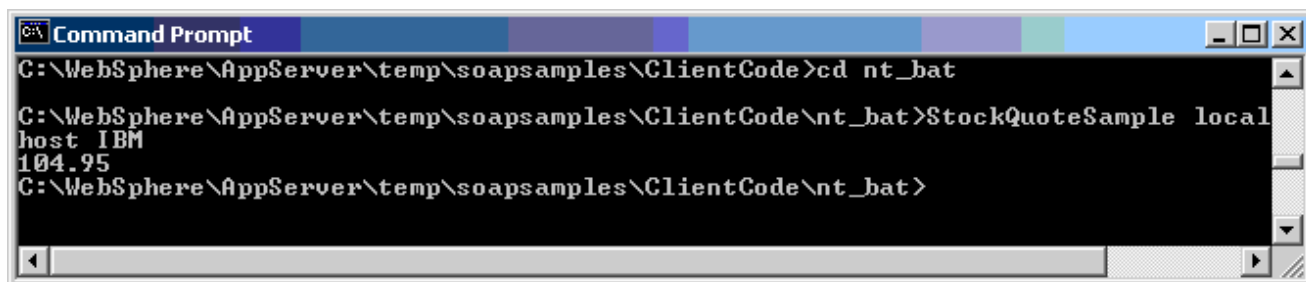 Command Prompt
C:\WebSphere\AppServer\temp\soapsamples\ClientCode>cd nt_bat
C:\WebSphere\AppServer\temp\soapsamples\ClientCode\nt_bat>StockQuoteSample local
host IBM
104.95
C:\WebSphere\AppServer\temp\soapsamples\ClientCode\nt_bat>